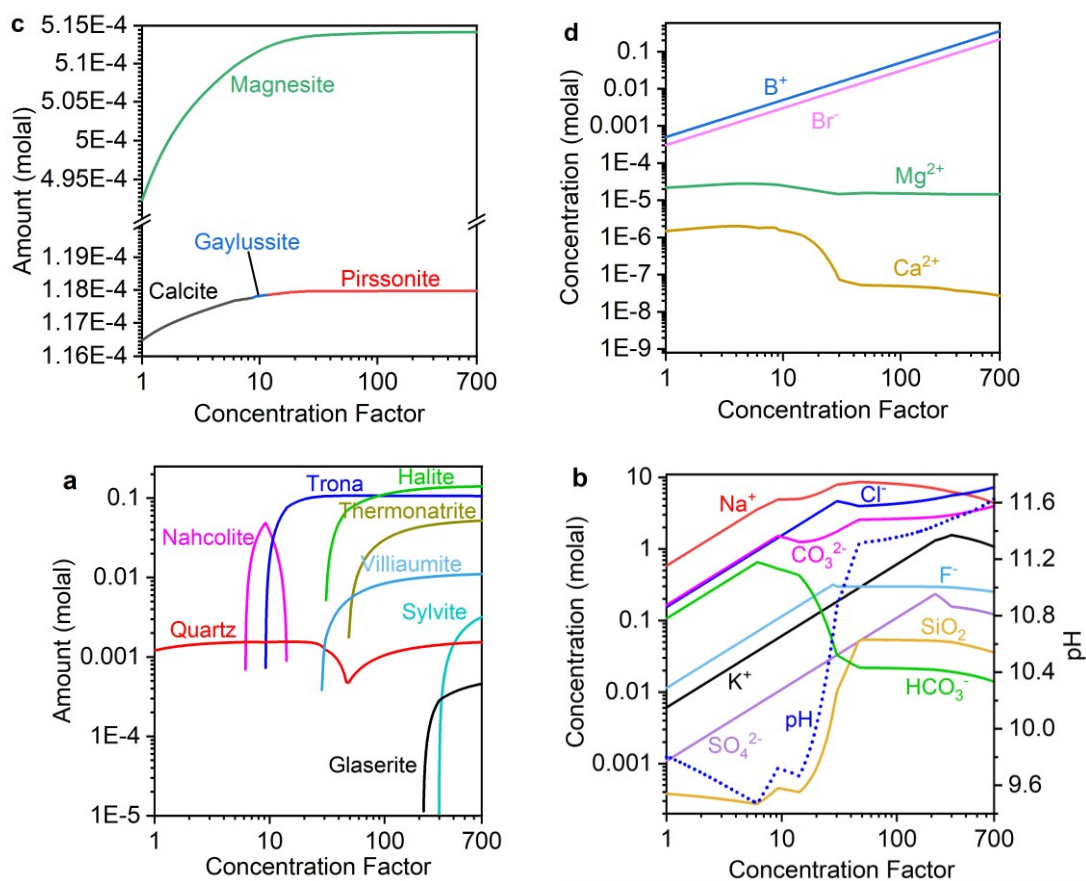 c
5.15E-4
5.1E-4
5.05E-4
5E-4
4.95E-4
1.19E-4
1.18E-4
1.17E-4
1.16E-4
Amount (molal)
Magnesite
Gaylussite
Calcite
Pirssonite
1 10 100 700
Concentration Factor
d
0.1
0.01
0.001
1E-4
1E-5
1E-6
1E-7
1E-8
1E-9
Concentration (molal)
B⁺
Br⁻
Mg²⁺
Ca²⁺
1 10 100 700
Concentration Factor
a
0.1
0.01
0.001
1E-4
1E-5
Amount (molal)
Trona
Halite
Thermonatrite
Nahcolite
Villiaumite
Sylvite
Quartz
Glaserite
1 10 100 700
Concentration Factor
b
10
1
0.1
0.01
0.001
Concentration (molal)
Na⁺
Cl⁻
CO₃²⁻
F⁻
SiO₂
K⁺
HCO₃⁻
pH
SO₄²⁻
11.6
11.2
10.8
10.4
10.0
9.6
pH
1 10 100 700
Concentration Factor